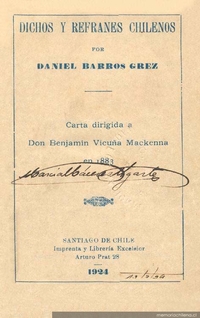 DICHOS Y REFRANES CHILENOS
POR
DANIEL BARROS GREZ
Carta dirigida a
Don Benjamin Vicuña Mackenna
en 1883
SANTIAGO DE CHILE
Imprenta y Librería Excelsior
Arturo Prat 28
1924